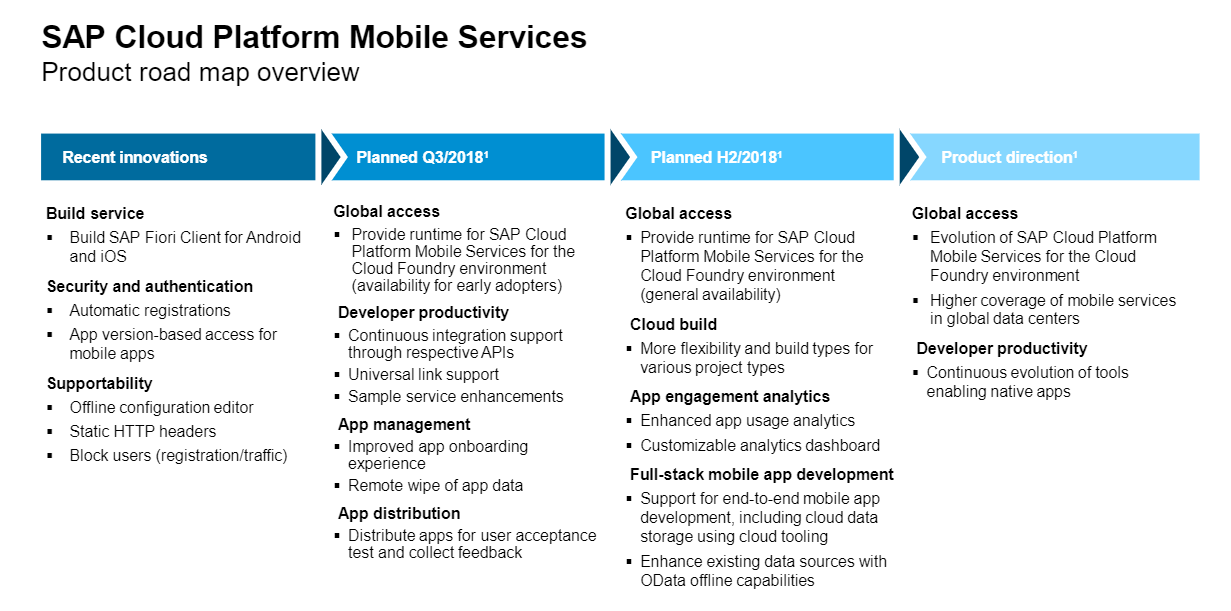 SAP Cloud Platform Mobile Services
Product road map overview
Recent innovations
Planned Q3/2018¹
Planned H2/2018¹
Product direction¹
Build service
▪ Build SAP Fiori Client for Android
and iOS
Security and authentication
▪ Automatic registrations
▪ App version-based access for
mobile apps
Supportability
▪ Offline configuration editor
▪ Static HTTP headers
▪ Block users (registration/traffic)
Global access
▪ Provide runtime for SAP Cloud
Platform Mobile Services for the
Cloud Foundry environment
(availability for early adopters)
Developer productivity
▪ Continuous integration support
through respective APIs
▪ Universal link support
▪ Sample service enhancements
App management
▪ Improved app onboarding
experience
▪ Remote wipe of app data
App distribution
▪ Distribute apps for user acceptance
test and collect feedback
Global access
▪ Provide runtime for SAP Cloud
Platform Mobile Services for the
Cloud Foundry environment
(general availability)
Cloud build
▪ More flexibility and build types for
various project types
App engagement analytics
▪ Enhanced app usage analytics
▪ Customizable analytics dashboard
Full-stack mobile app development
▪ Support for end-to-end mobile app
development, including cloud data
storage using cloud tooling
▪ Enhance existing data sources with
OData offline capabilities
Global access
▪ Evolution of SAP Cloud Platform
Mobile Services for the Cloud
Foundry environment
▪ Higher coverage of mobile services
in global data centers
Developer productivity
▪ Continuous evolution of tools
enabling native apps